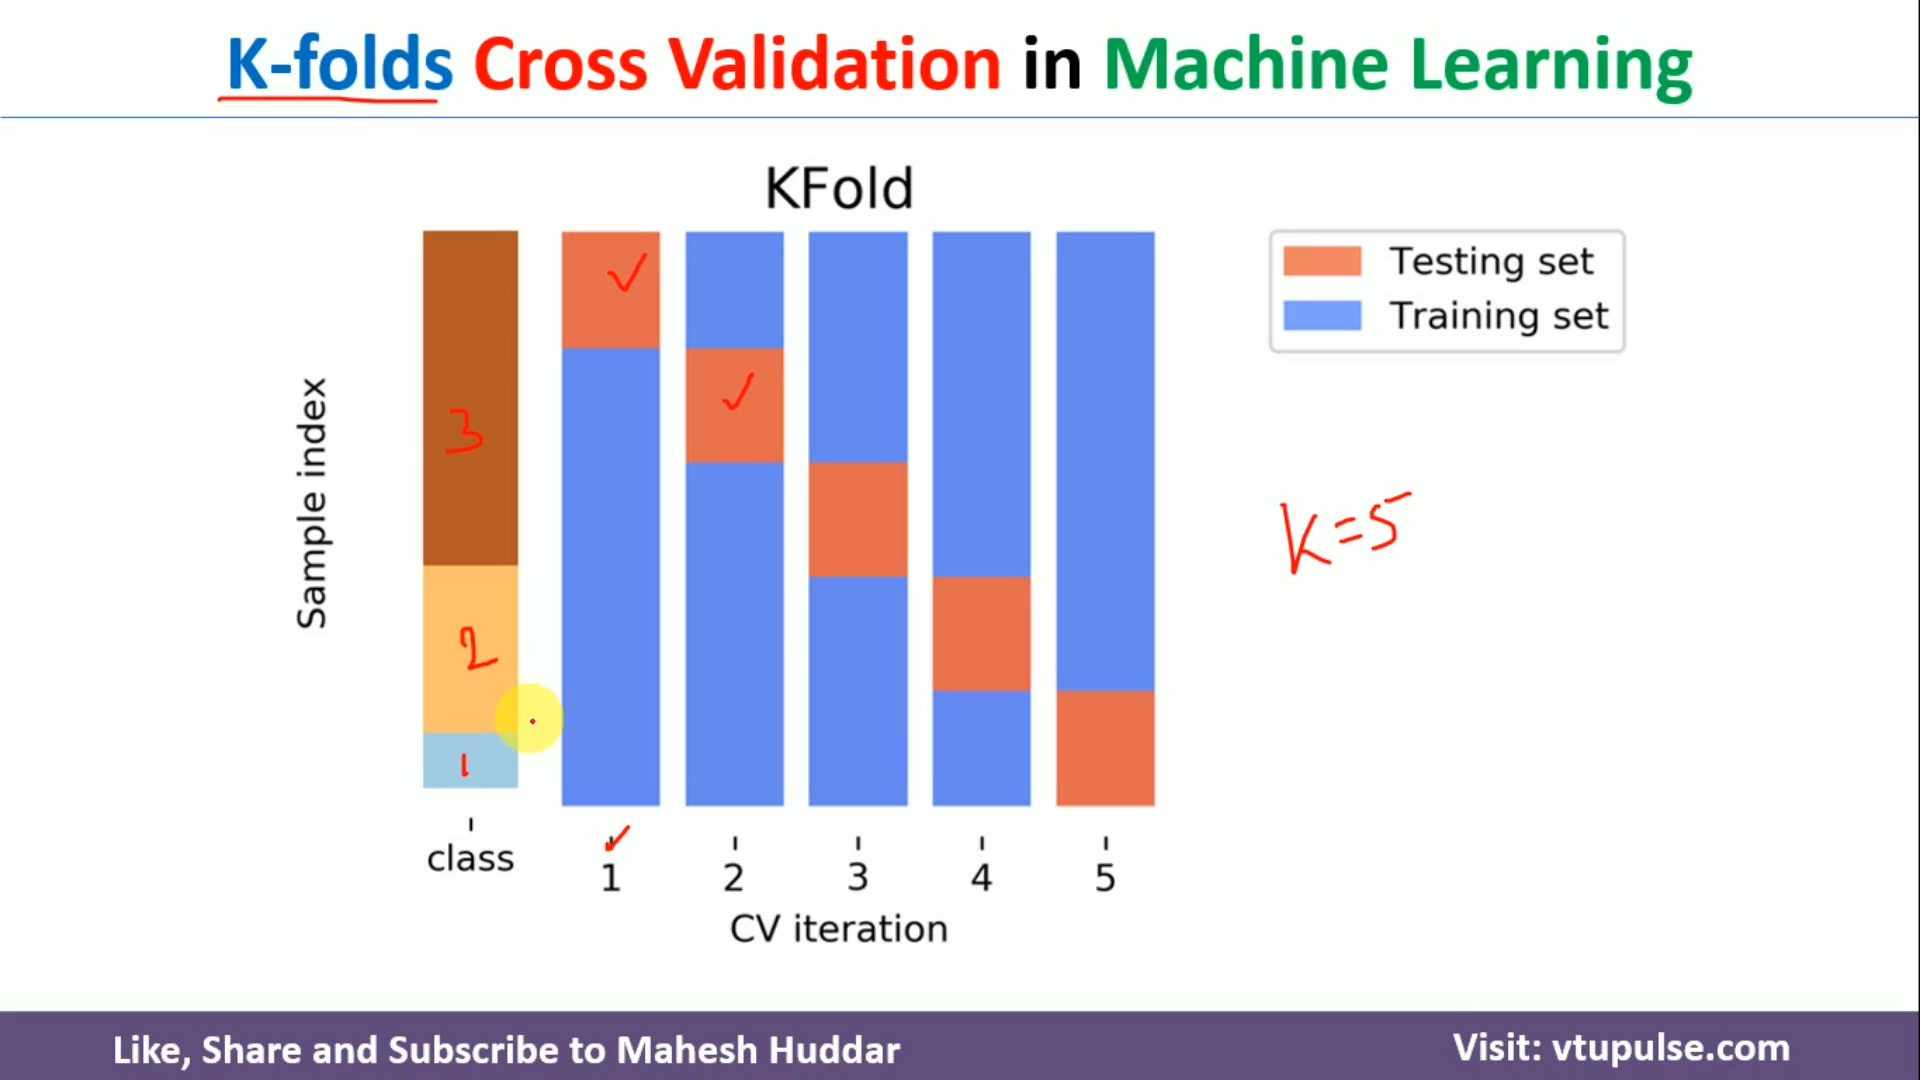 K-folds Cross Validation in Machine Learning
KFold
Testing set
Training set
Sample index
3
2
1
K=5
class
1
2
3
4
5
CV iteration
Like, Share and Subscribe to Mahesh Huddar
Visit: vtupulse.com